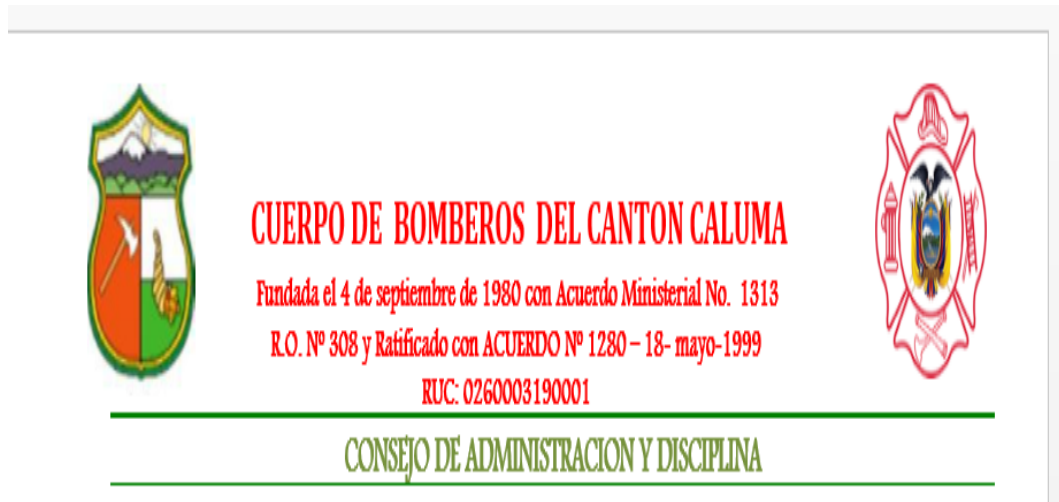 CUERPO DE BOMBEROS DEL CANTON CALUMA
Fundada el 4 de septiembre de 1980 con Acuerdo Ministerial No. 1313
R.O. Nº 308 y Ratificado con ACUERDO Nº 1280 – 18- mayo-1999
RUC: 0260003190001
CONSEJO DE ADMINISTRACION Y DISCIPLINA